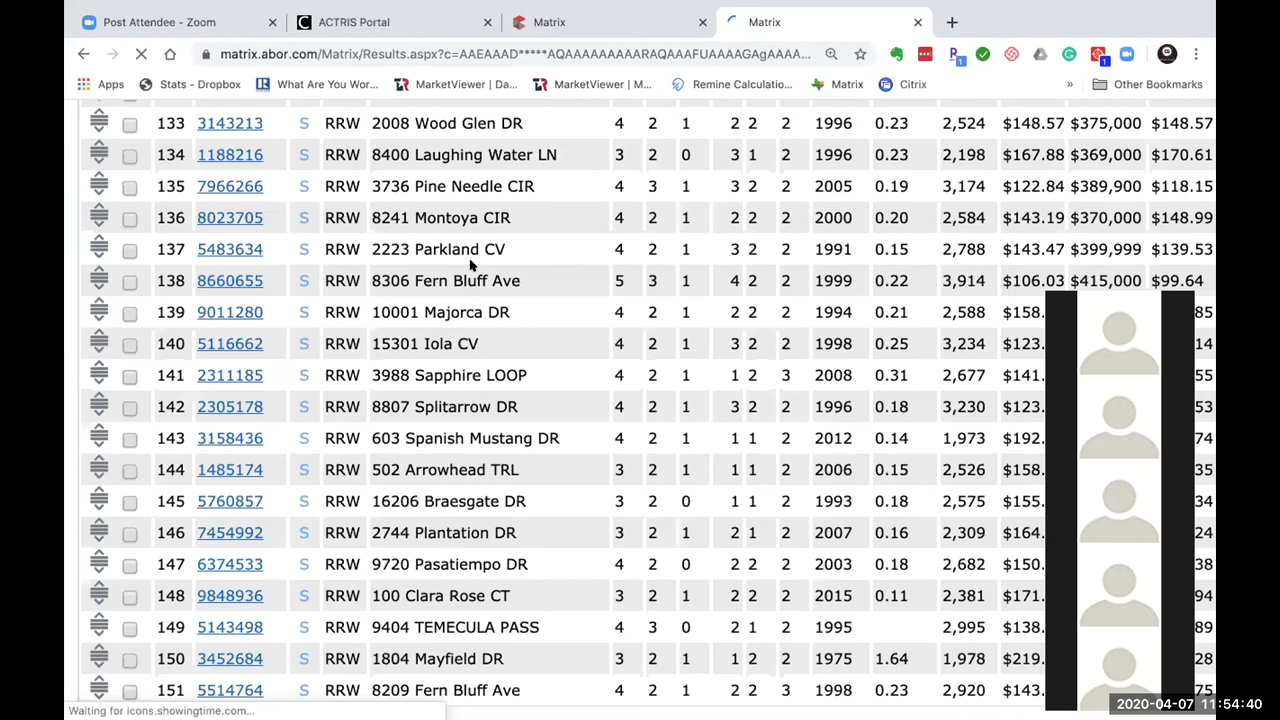 Post Attendee - Zoom ACTRIS Portal Matrix Matrix
matrix.abor.com/Matrix/Results.aspx?c=AAEAAAD*****AQAAAAAAAAARAQAAAFUAAAAGAgAAAA...
Apps Stats - Dropbox What Are You Wor... MarketViewer | Da... MarketViewer | M... Remine Calculatio... Matrix Citrix » Other Bookmarks
133 3143213 S RRW 2008 Wood Glen DR 4 2 1 2 2 2 1996 0.23 2,524 $148.57 $375,000 $148.57
134 1188216 S RRW 8400 Laughing Water LN 3 2 0 3 1 2 1996 0.23 2,198 $167.88 $369,000 $170.61
135 7966266 S RRW 3736 Pine Needle CIR 4 3 1 3 2 2 2005 0.19 3,174 $122.84 $389,900 $118.15
136 8023705 S RRW 8241 Montoya CIR 4 2 1 2 2 2 2000 0.20 2,584 $143.19 $370,000 $148.99
137 5483634 S RRW 2223 Parkland CV 4 2 1 3 2 2 1991 0.15 2,788 $143.47 $399,999 $139.53
138 8660655 S RRW 8306 Fern Bluff Ave 5 3 1 4 2 2 1999 0.22 3,914 $106.03 $415,000 $99.64
139 9011280 S RRW 10001 Majorca DR 4 2 1 2 2 2 1994 0.21 2,588 $158. 85
140 5116662 S RRW 15301 Iola CV 4 2 1 3 2 2 1998 0.25 3,234 $123. 14
141 2311185 S RRW 3988 Sapphire LOOP 4 2 1 1 2 3 2008 0.31 2,677 $141. 55
142 2305178 S RRW 8807 Splitarrow DR 4 2 1 3 2 2 1996 0.18 3,230 $123. 53
143 3158436 S RRW 603 Spanish Mustang DR 4 2 1 1 1 2 2012 0.14 1,973 $192. 74
144 1485174 S RRW 502 Arrowhead TRL 3 2 1 1 1 2 2006 0.15 2,526 $158. 35
145 5760857 S RRW 16206 Braesgate DR 3 2 0 1 1 2 1993 0.18 2,575 $155. 34
146 7454992 S RRW 2744 Plantation DR 4 2 1 2 1 2 2007 0.16 2,309 $164. 24
147 6374533 S RRW 9720 Pasatiempo DR 4 2 0 2 2 2 2003 0.18 2,682 $150. 38
148 9848936 S RRW 100 Clara Rose CT 3 2 1 2 2 2 2015 0.11 2,381 $171. 94
149 5143498 S RRW 9404 TEMECULA PASS 4 3 0 2 1 2 1995 2,995 $138. 89
150 3452684 S RRW 1804 Mayfield DR 3 2 1 1 2 2 1975 1.64 1,978 $219. 28
151 5514764 S RRW 8209 Fern Bluff Ave 4 2 1 2 2 3 1998 0.23 2,920 $143. 75
Waiting for icons.showingtime.com...
2020-04-07 11:54:40